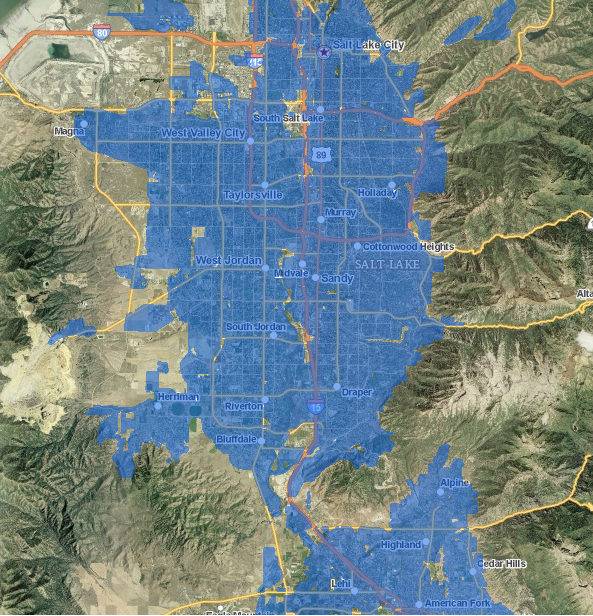 80
Salt Lake City
South Salt Lake
Magna
West Valley City
89
Taylorsville
Holladay
Murray
Cottonwood Heights
West Jordan
SALT LAKE
Midvale
Sandy
Alta
South Jordan
Draper
Herriman
Riverton
15
Bluffdale
Alpine
Highland
Cedar Hills
Lehi
American Fork